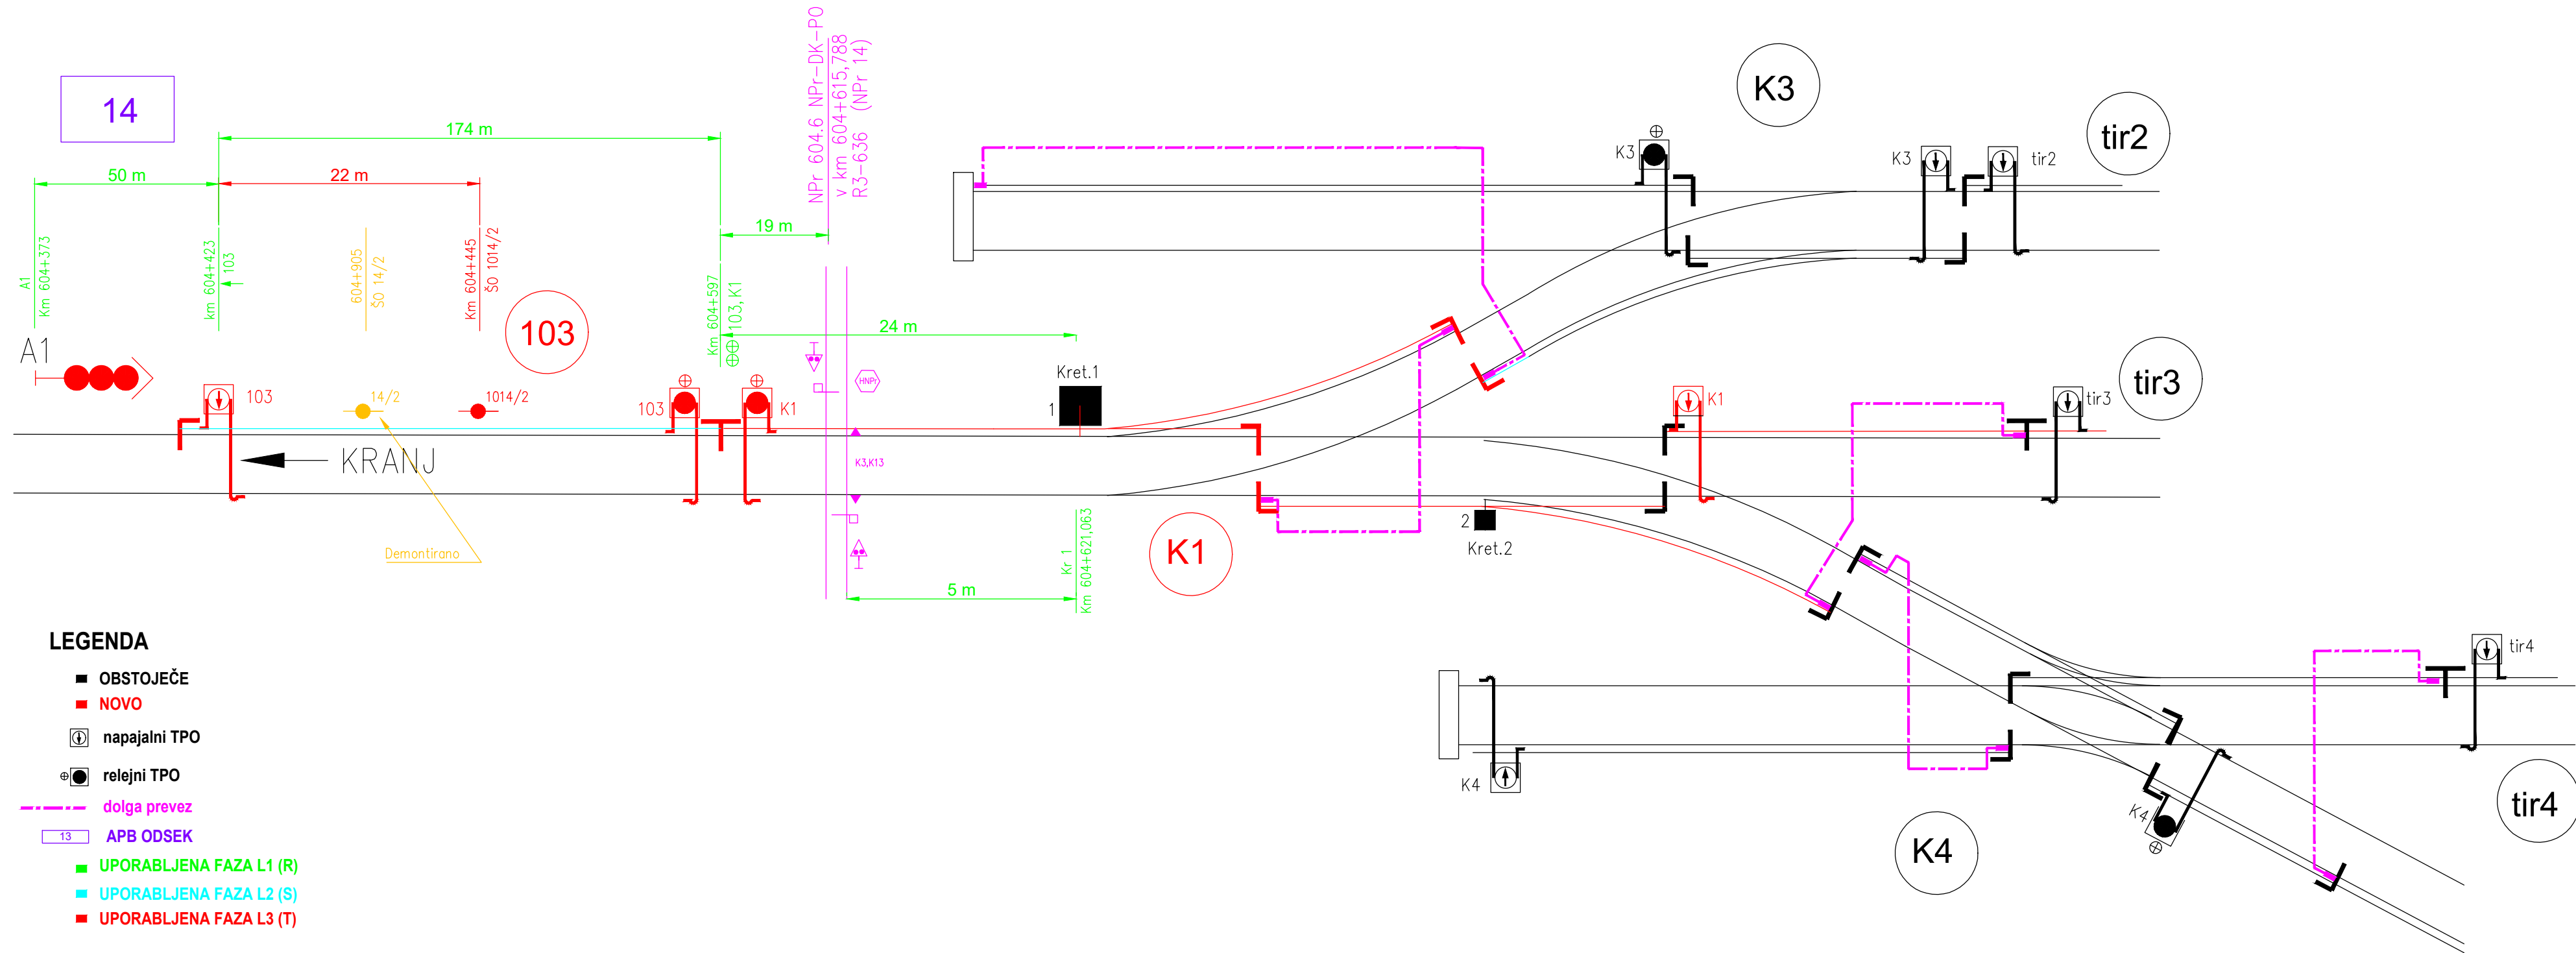 14
174 m
50 m
22 m
19 m
24 m
5 m
A1
Km 604+373
km 604+423
103
604+905
ŠO 14/2
Km 604+445
ŠO 1014/2
Km 604+597
103,K1
NPr 604.6 NPr-DK-PO
v km 604+615,788
R3-636 (NPr 14)
A1
103
103
14/2
1014/2
103
K1
HNPr
K3,K13
KRANJ
Demontirano
Kret.1
1
Kr 1
Km 604+621,063
K1
2
Kret.2
K1
K3
K3
K3
tir2
tir2
tir3
tir3
K4
K4
K4
tir4
tir4
LEGENDA
OBSTOJEČE
NOVO
napajalni TPO
relejni TPO
dolga prevez
13 APB ODSEK
UPORABLJENA FAZA L1 (R)
UPORABLJENA FAZA L2 (S)
UPORABLJENA FAZA L3 (T)